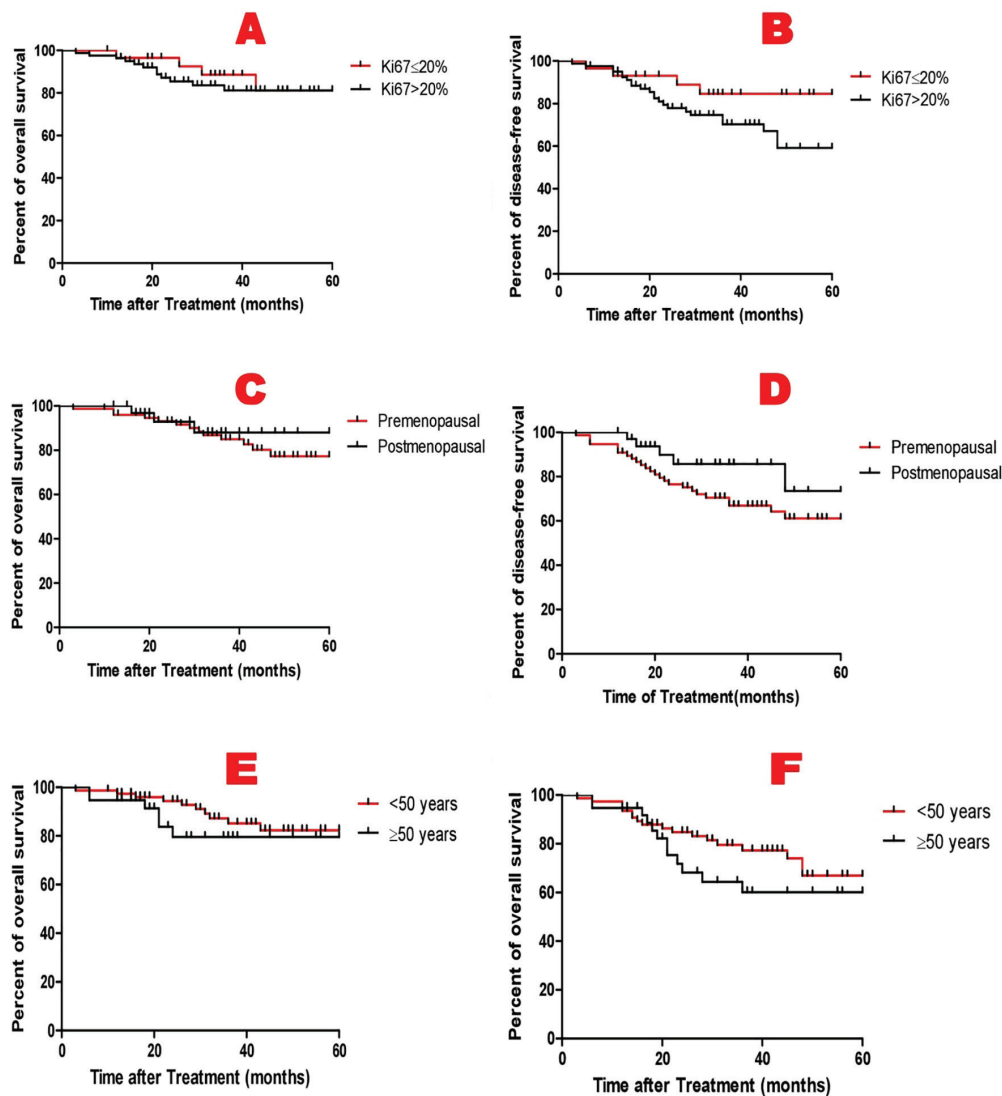 A
Percent of overall survival
100
80
60
40
20
0
0 20 40 60
Time after Treatment (months)
Ki67≤20%
Ki67>20%
B
Percent of disease-free survival
100
80
60
40
20
0
0 20 40 60
Time after Treatment (months)
Ki67≤20%
Ki67>20%
C
Percent of overall survival
100
80
60
40
20
0
0 20 40 60
Time after Treatment (months)
Premenopausal
Postmenopausal
D
Percent of disease-free survival
100
80
60
40
20
0
0 20 40 60
Time of Treatment(months)
Premenopausal
Postmenopausal
E
Percent of overall survival
100
80
60
40
20
0
0 20 40 60
Time after Treatment (months)
<50 years
≥50 years
F
Percent of overall survival
100
80
60
40
20
0
0 20 40 60
Time after Treatment (months)
<50 years
≥50 years